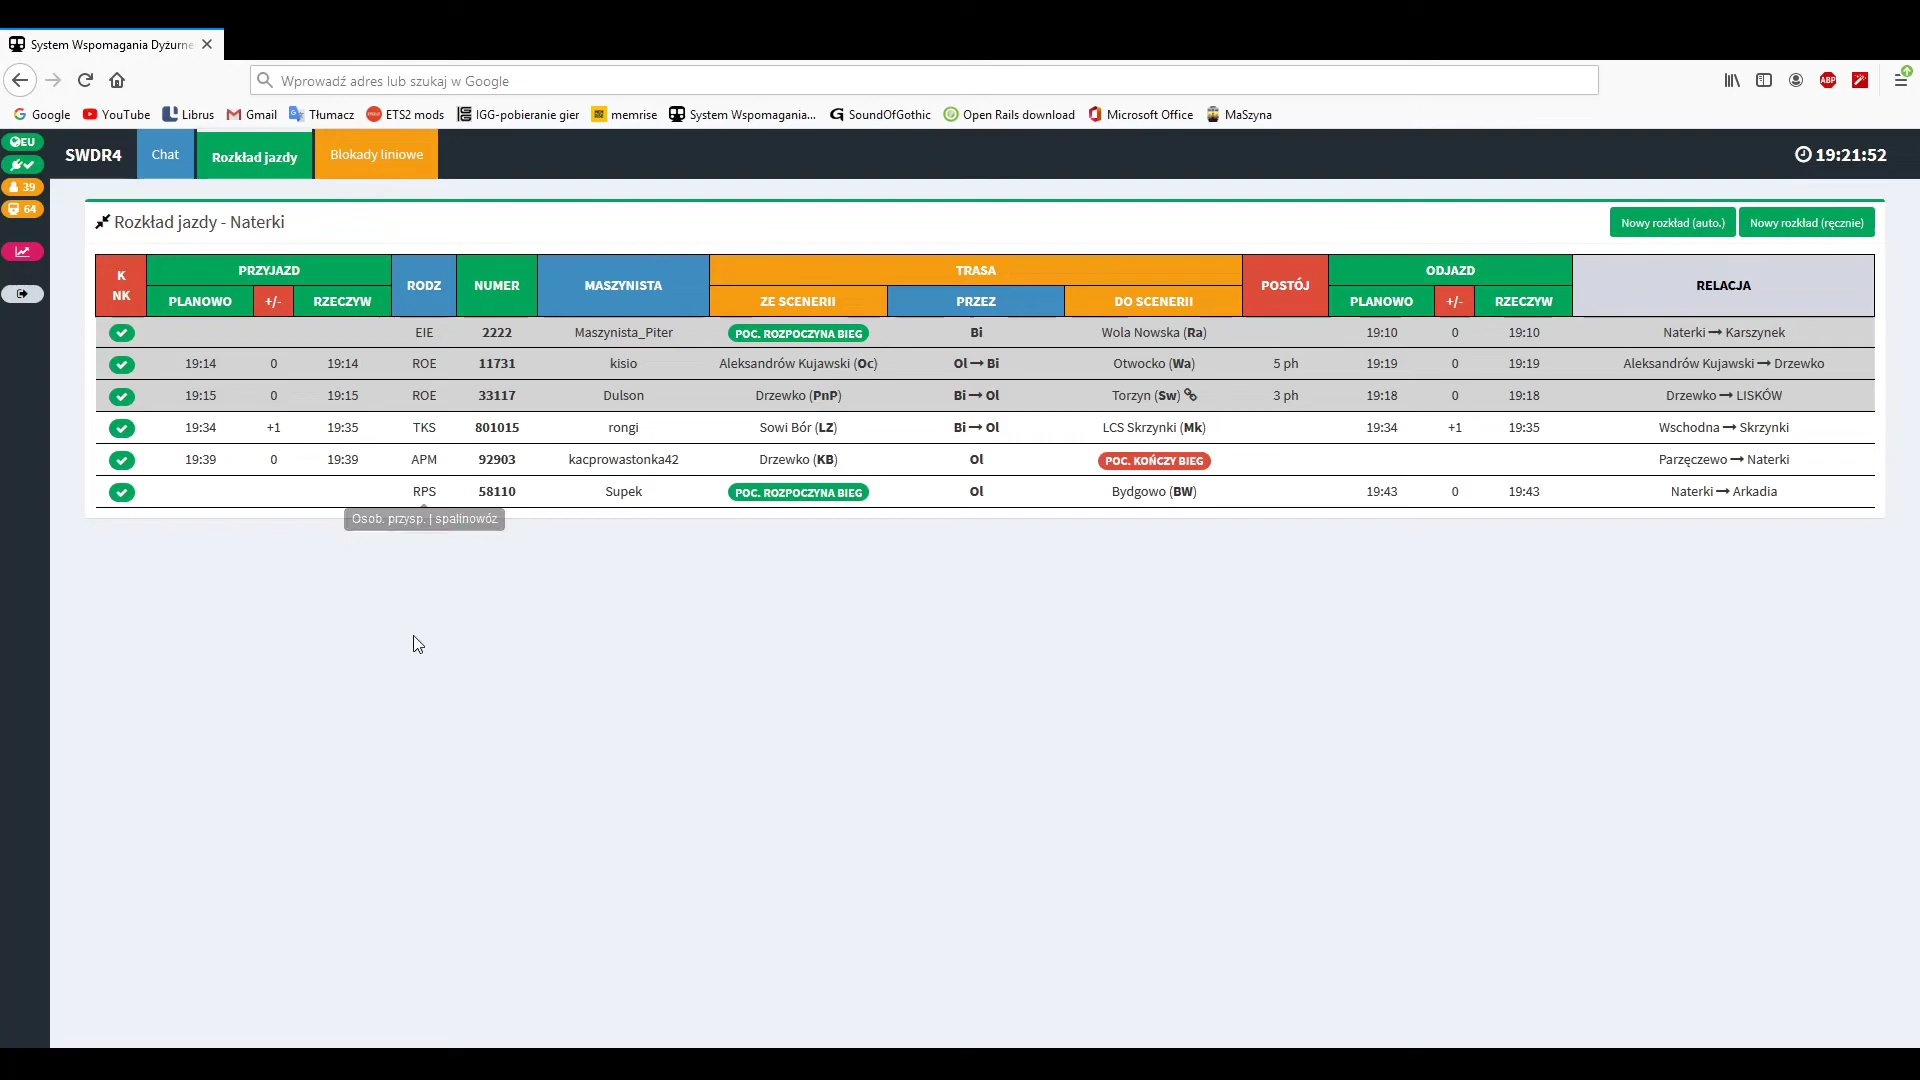 System Wspomagania Dyżurne
Wprowadź adres lub szukaj w Google
ABP
Google YouTube Librus Gmail Tłumacz ETS2 mods IGG-pobieranie gier memrise System Wspomagania... SoundOfGothic Open Rails download Microsoft Office MaSzyna
EU
39
64
SWDR4 Chat Rozkład jazdy Blokady liniowe 19:21:52
Rozkład jazdy - Naterki Nowy rozkład (auto.) Nowy rozkład (ręcznie)
K NK PRZYJAZD RODZ NUMER MASZYNISTA TRASA POSTÓJ ODJAZD RELACJA
PLANOWO +/- RZECZYW ZE SCENERII PRZEZ DO SCENERII PLANOWO +/- RZECZYW
EIE 2222 Maszynista_Piter POC. ROZPOCZYNA BIEG Bi Wola Nowska (Ra) 19:10 0 19:10 Naterki → Karszynek
19:14 0 19:14 ROE 11731 kisio Aleksandrów Kujawski (Oc) Ol → Bi Otwocko (Wa) 5 ph 19:19 0 19:19 Aleksandrów Kujawski → Drzewko
19:15 0 19:15 ROE 33117 Dulson Drzewko (PnP) Bi → Ol Torzyn (Sw) 3 ph 19:18 0 19:18 Drzewko → LISKÓW
19:34 +1 19:35 TKS 801015 rongi Sowi Bór (LZ) Bi → Ol LCS Skrzynki (Mk) 19:34 +1 19:35 Wschodna → Skrzynki
19:39 0 19:39 APM 92903 kacprowastonka42 Drzewko (KB) Ol POC. KOŃCZY BIEG Parzęczewo → Naterki
RPS 58110 Supek POC. ROZPOCZYNA BIEG Ol Bydgowo (BW) 19:43 0 19:43 Naterki → Arkadia
Osob. przysp. | spalinowóz